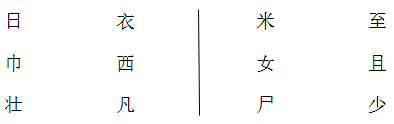 日 衣 米 至
巾 西 女 且
壮 凡 尸 少